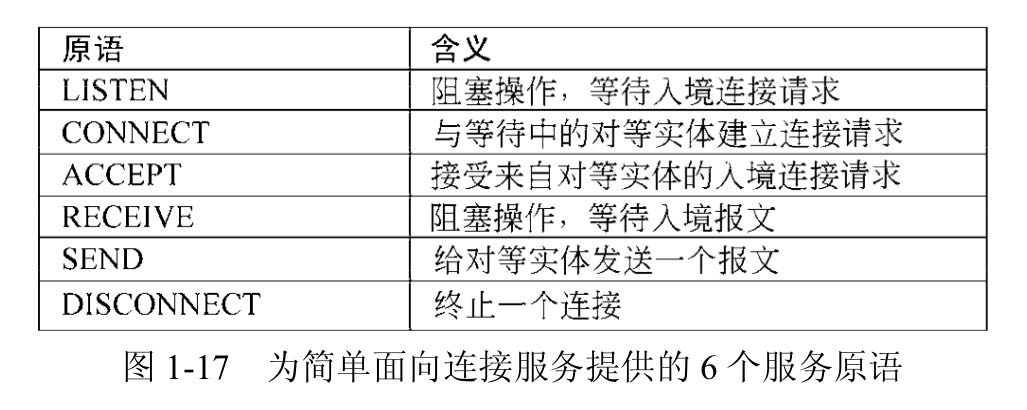 原语 含义
LISTEN 阻塞操作，等待入境连接请求
CONNECT 与等待中的对等实体建立连接请求
ACCEPT 接受来自对等实体的入境连接请求
RECEIVE 阻塞操作，等待入境报文
SEND 给对等实体发送一个报文
DISCONNECT 终止一个连接
图 1-17 为简单面向连接服务提供的 6 个服务原语